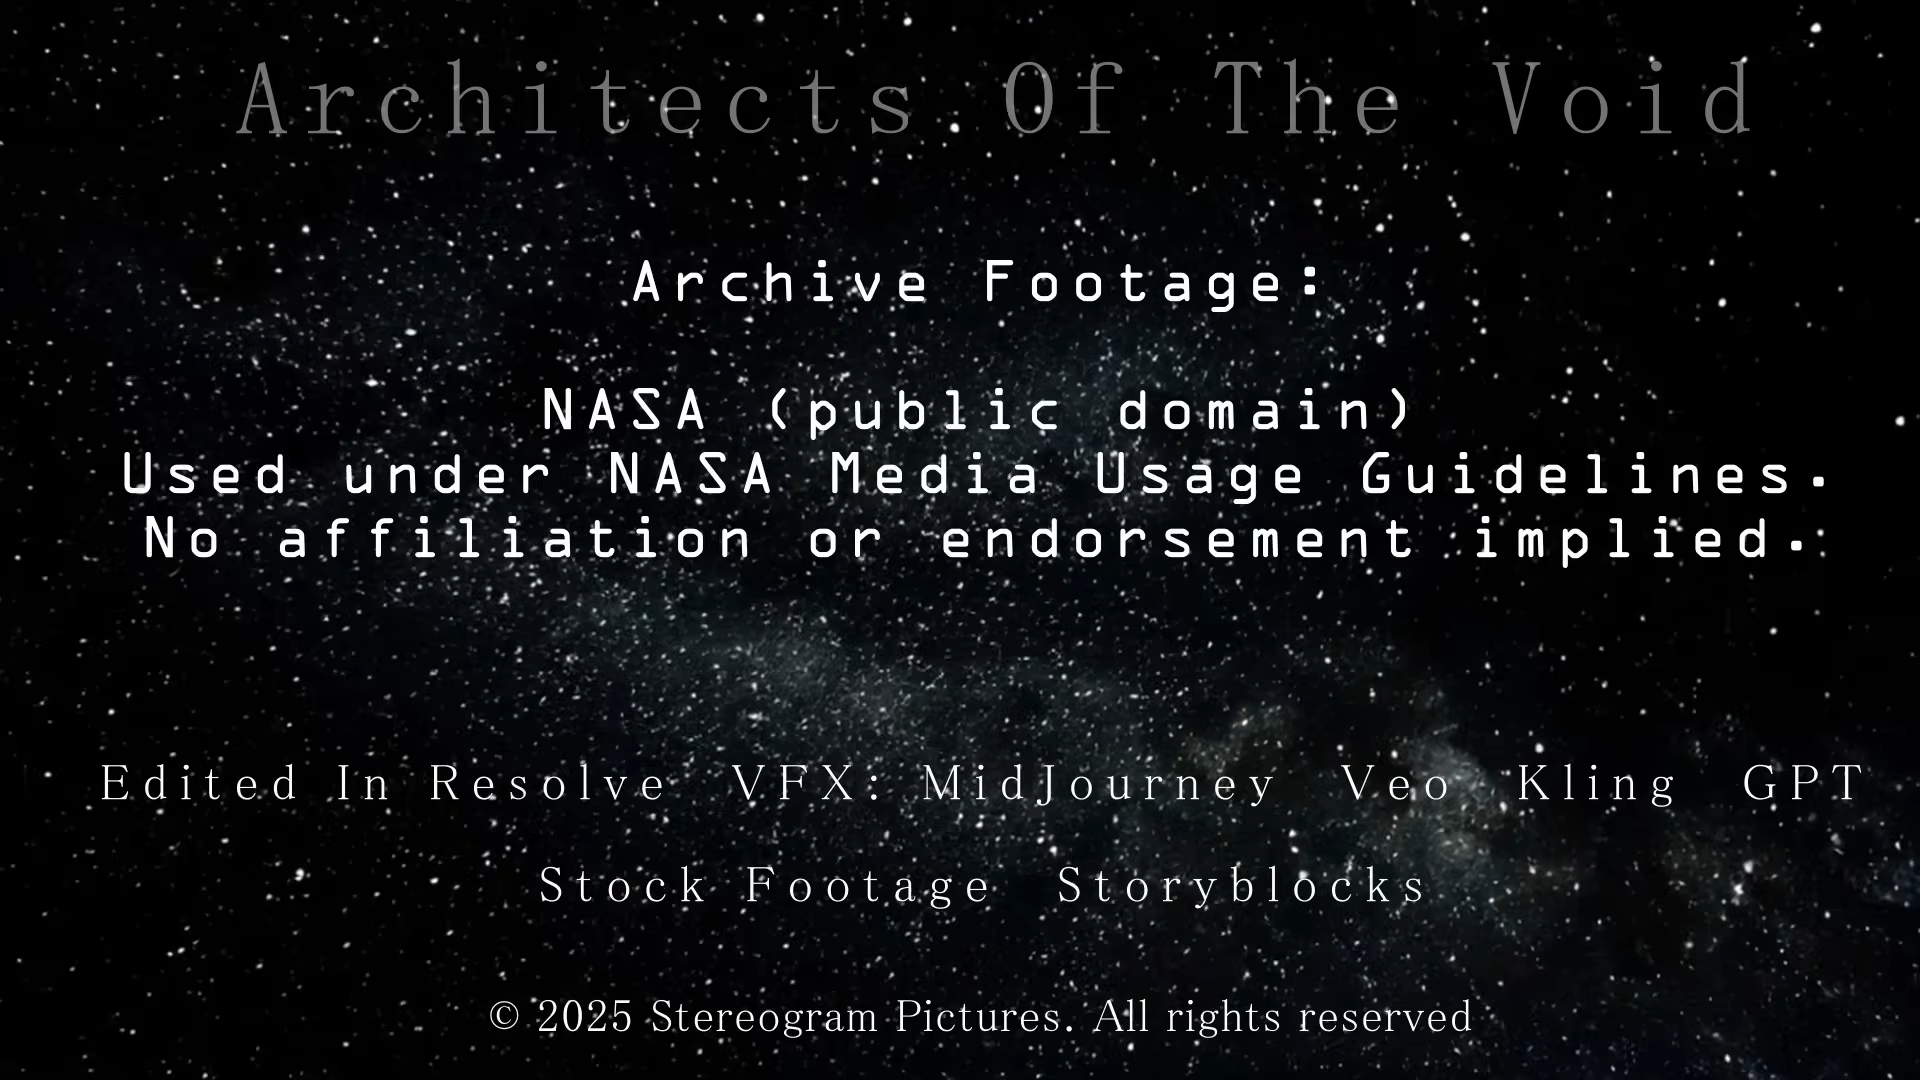 Architects Of The Void
Archive Footage:
NASA (public domain)
Used under NASA Media Usage Guidelines.
No affiliation or endorsement implied.
Edited In Resolve VFX: MidJourney Veo Kling GPT
Stock Footage Storyblocks
© 2025 Stereogram Pictures. All rights reserved